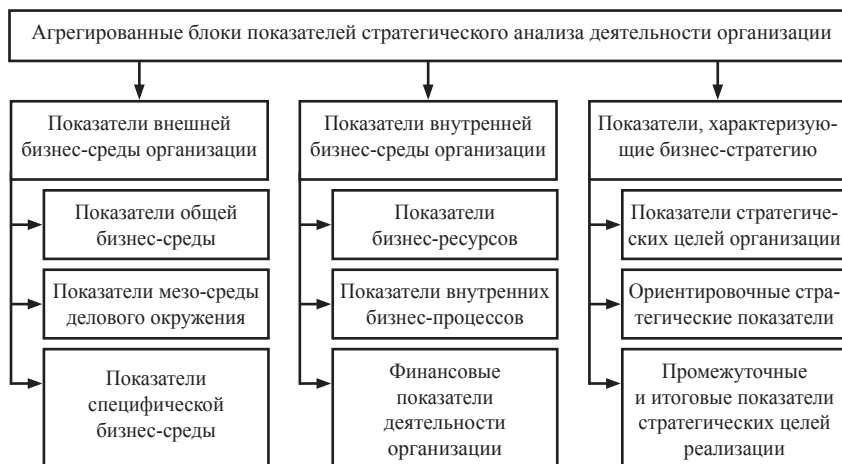 Агрегированные блоки показателей стратегического анализа деятельности организации
Показатели внешней
бизнес-среды организации
Показатели общей
бизнес-среды
Показатели мезо-среды
делового окружения
Показатели
специфической
бизнес-среды
Показатели внутренней
бизнес-среды организации
Показатели
бизнес-ресурсов
Показатели внутренних
бизнес-процессов
Финансовые
показатели
деятельности
организации
Показатели, характеризую-
щие бизнес-стратегию
Показатели стратегиче-
ских целей организации
Ориентировочные стра-
тегические показатели
Промежуточные
и итоговые показатели
стратегических целей
реализации